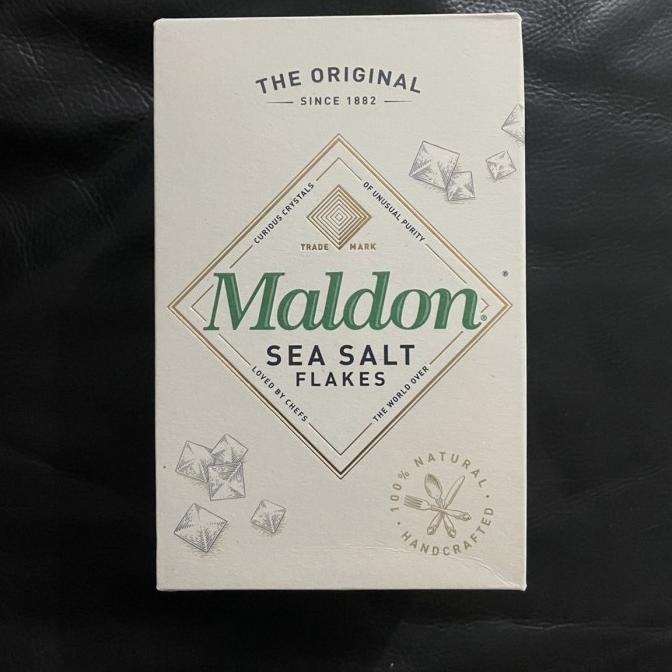 THE ORIGINAL
SINCE 1882
CURIOUS CRYSTALS
OF UNUSUAL PURITY
TRADE MARK
Maldon®
®
SEA SALT
FLAKES
LOVED BY CHEFS
THE WORLD OVER
100% NATURAL
HANDCRAFTED